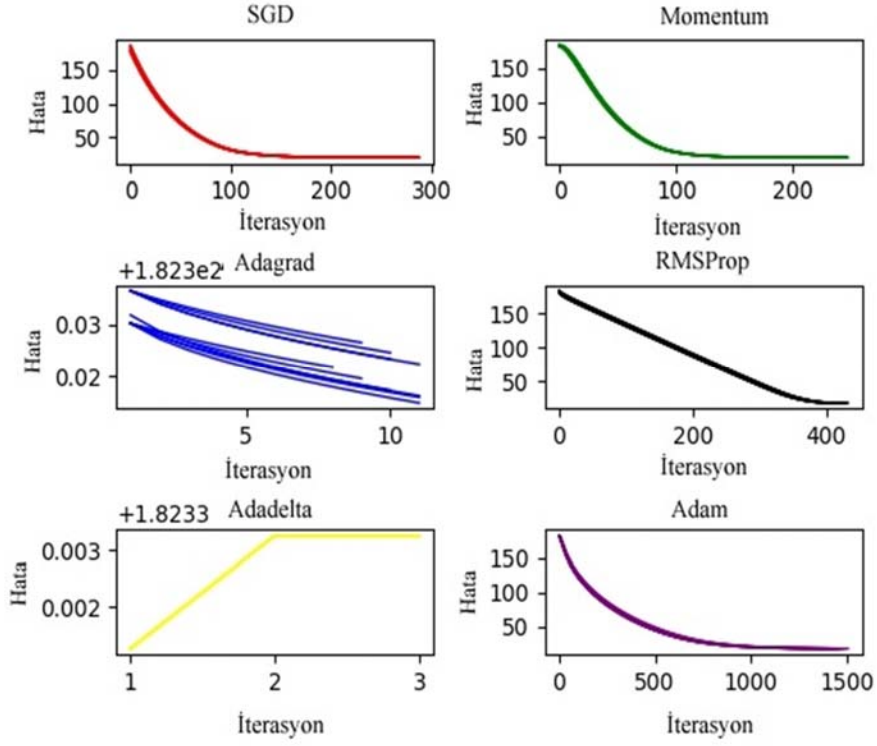 SGD
150
100
50
Hata
0 100 200 300
İterasyon
Momentum
150
100
50
Hata
0 100 200
İterasyon
+1.823e2 Adagrad
0.03
0.02
Hata
5 10
İterasyon
RMSProp
150
100
50
Hata
0 200 400
İterasyon
+1.8233 Adadelta
0.003
0.002
Hata
1 2 3
İterasyon
Adam
150
100
50
Hata
0 500 1000 1500
İterasyon